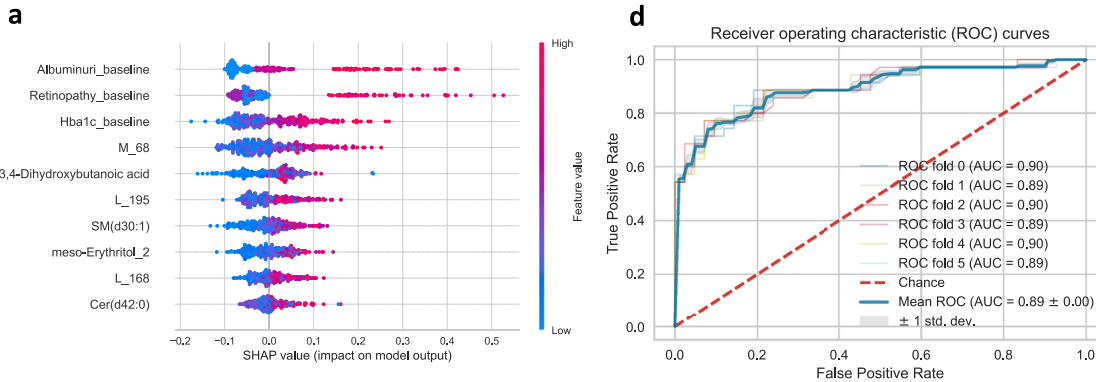 a
High
Albuminuri_baseline
Retinopathy_baseline
Hba1c_baseline
M_68
3,4-Dihydroxybutanoic acid
L_195
SM(d30:1)
meso-Erythritol_2
L_168
Cer(d42:0)
Feature value
Low
−0.2 −0.1 0.0 0.1 0.2 0.3 0.4 0.5
SHAP value (impact on model output)
d
Receiver operating characteristic (ROC) curves
1.0
0.8
0.6
0.4
0.2
0.0
True Positive Rate
ROC fold 0 (AUC = 0.90)
ROC fold 1 (AUC = 0.89)
ROC fold 2 (AUC = 0.90)
ROC fold 3 (AUC = 0.89)
ROC fold 4 (AUC = 0.90)
ROC fold 5 (AUC = 0.89)
Chance
Mean ROC (AUC = 0.89 ± 0.00)
± 1 std. dev.
0.0 0.2 0.4 0.6 0.8 1.0
False Positive Rate